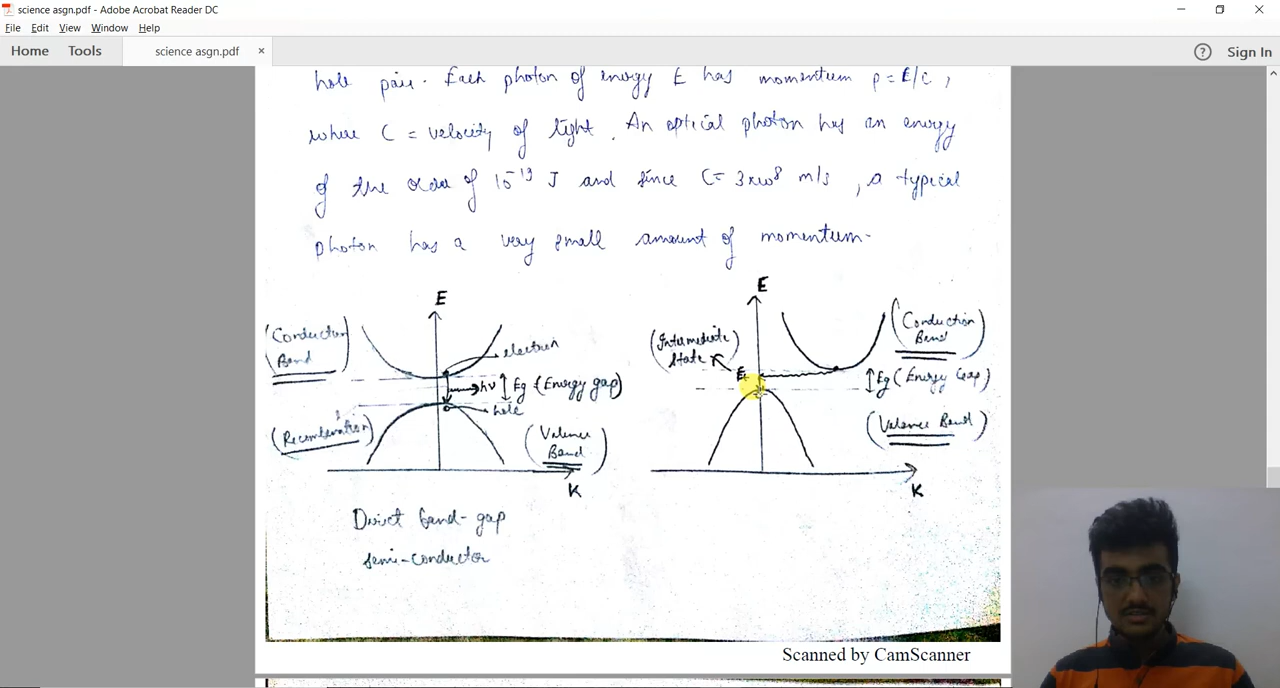 science asgn.pdf - Adobe Acrobat Reader DC
File Edit View Window Help
Home Tools science asgn.pdf × ? Sign In
hole pair. Each photon of energy E has momentum p = E/c,
where C = velocity of light. An optical photon has an energy
of the order of 10⁻¹⁹ J and since C = 3x10⁸ m/s, a typical
photon has a very small amount of momentum.
E
(Conduction
Band)
electron
hν
Eg (Energy gap)
hole
(Recombination)
(Valence
Band)
K
Direct band-gap
semi-conductor
E
(Intermediate
State)
(Conduction
Band)
Eg (Energy Gap)
(Valence Band)
K
Scanned by CamScanner